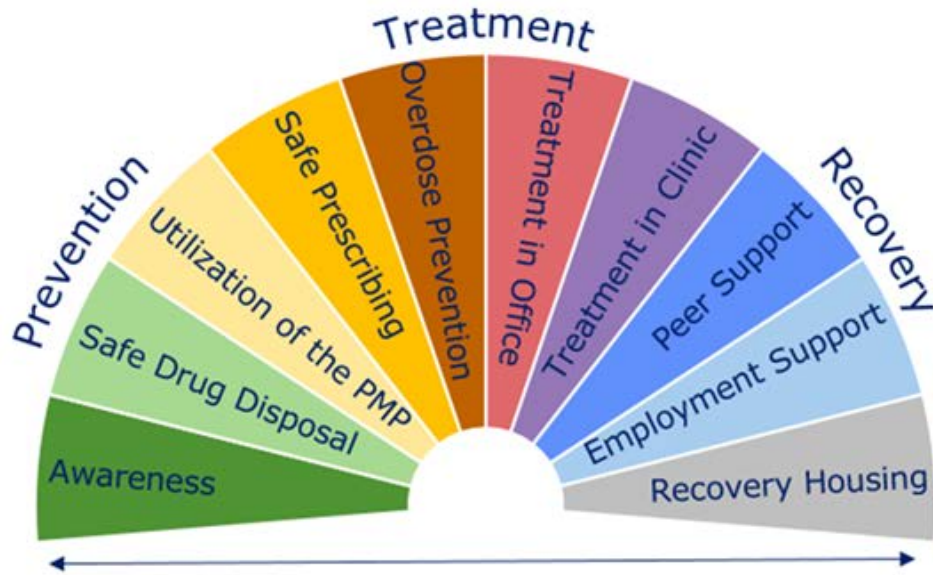 Prevention
Treatment
Recovery
Awareness
Safe Drug Disposal
Utilization of the PMP
Safe Prescribing
Overdose Prevention
Treatment in Office
Treatment in Clinic
Peer Support
Employment Support
Recovery Housing